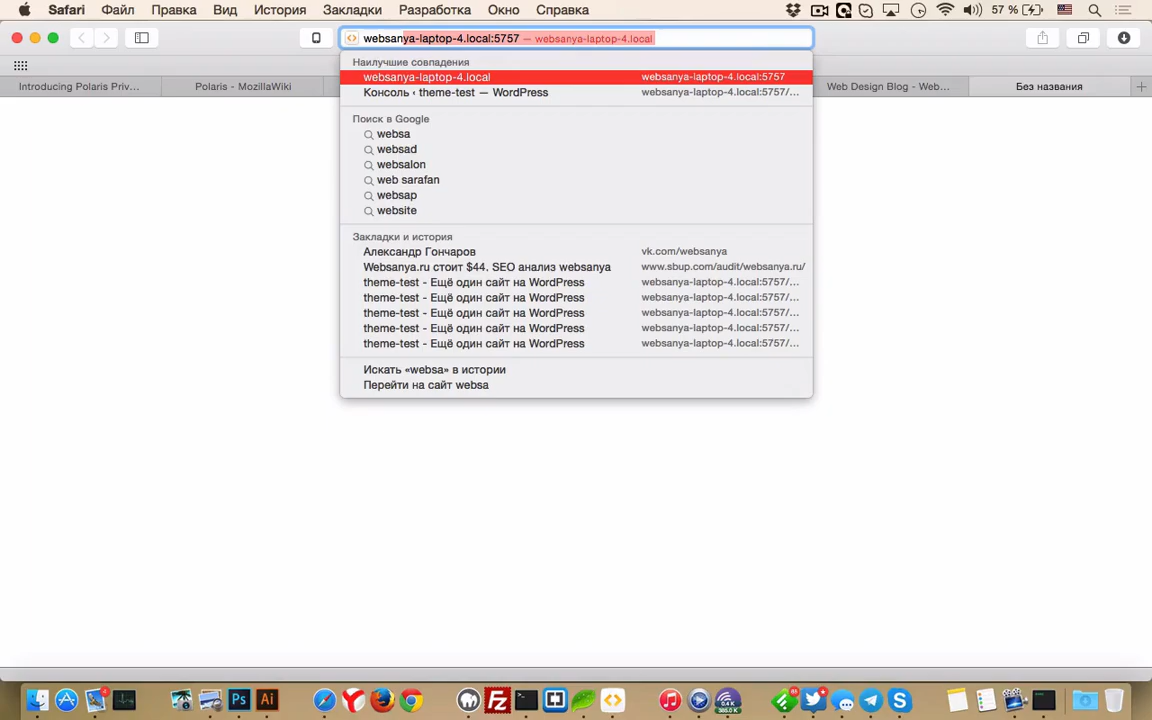 Safari Файл Правка Вид История Закладки Разработка Окно Справка 57 %
websanya-laptop-4.local:5757 — websanya-laptop-4.local
Introducing Polaris Priv... Polaris - MozillaWiki Web Design Blog - Web... Без названия
Наилучшие совпадения
websanya-laptop-4.local websanya-laptop-4.local:5757
Консоль ‹ theme-test — WordPress websanya-laptop-4.local:5757/...
Поиск в Google
websa
websad
websalon
web sarafan
websap
website
Закладки и история
Александр Гончаров vk.com/websanya
Websanya.ru стоит $44. SEO анализ websanya www.sbup.com/audit/websanya.ru/
theme-test - Ещё один сайт на WordPress websanya-laptop-4.local:5757/...
theme-test - Ещё один сайт на WordPress websanya-laptop-4.local:5757/...
theme-test - Ещё один сайт на WordPress websanya-laptop-4.local:5757/...
theme-test - Ещё один сайт на WordPress websanya-laptop-4.local:5757/...
theme-test - Ещё один сайт на WordPress websanya-laptop-4.local:5757/...
Искать «websa» в истории
Перейти на сайт websa
Ps Ai Fz